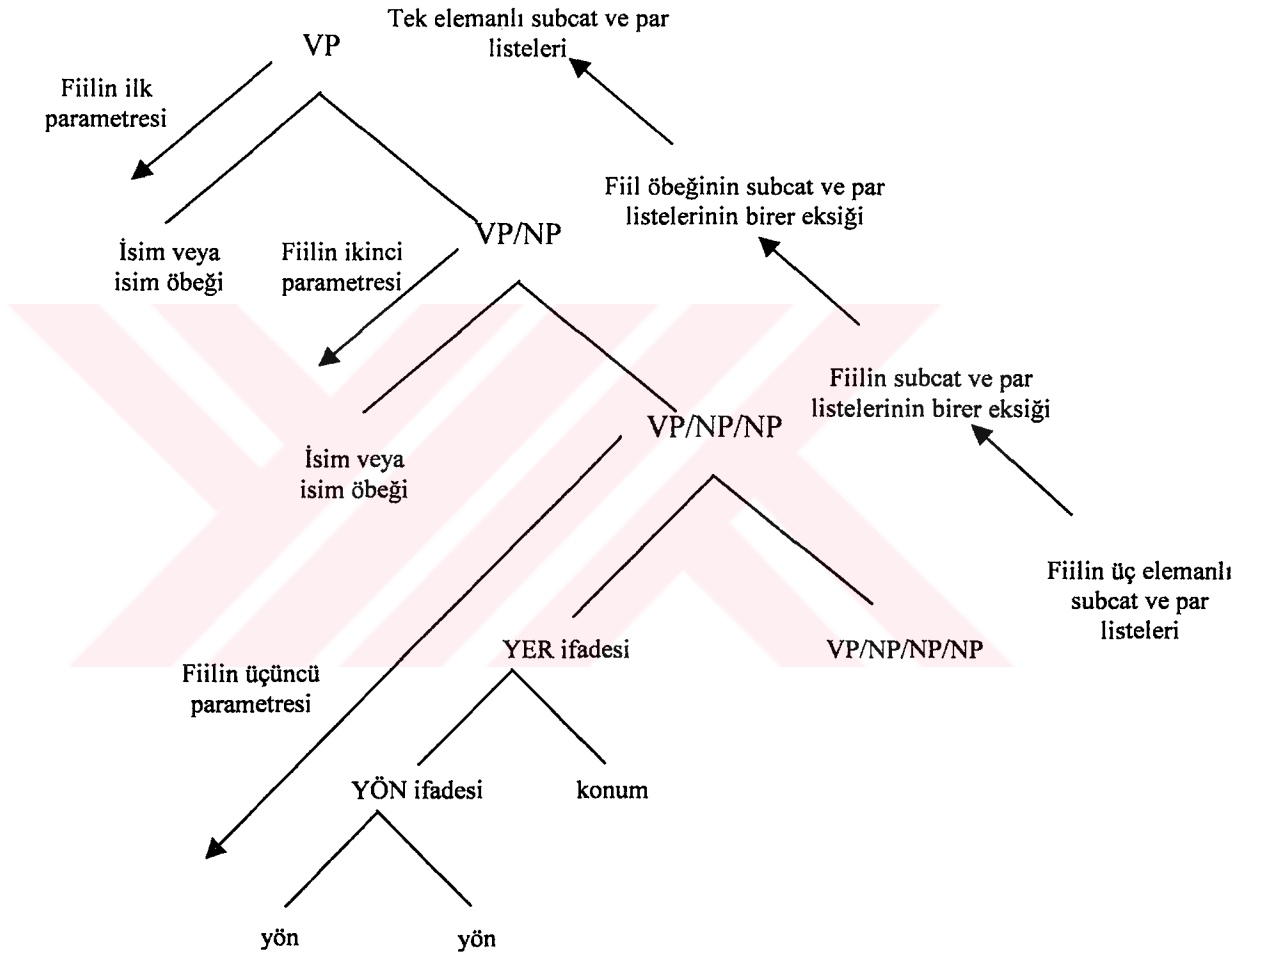 Tek elemanlı subcat ve par
listeleri
VP
Fiilin ilk
parametresi
Fiil öbeğinin subcat ve par
listelerinin birer eksiği
VP/NP
İsim veya
isim öbeği
Fiilin ikinci
parametresi
Fiilin subcat ve par
listelerinin birer eksiği
VP/NP/NP
İsim veya
isim öbeği
Fiilin üç elemanlı
subcat ve par
listeleri
YER ifadesi
VP/NP/NP/NP
Fiilin üçüncü
parametresi
YÖN ifadesi
konum
yön
yön